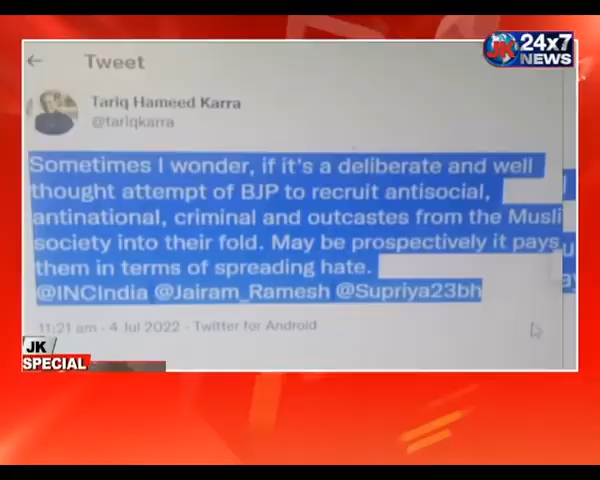 JK 24x7
NEWS
Tweet
Tariq Hameed Karra
@tariqkarra
Sometimes I wonder, if it's a deliberate and well
thought attempt of BJP to recruit antisocial,
antinational, criminal and outcastes from the Musli
society into their fold. May be prospectively it pays
them in terms of spreading hate.
@INCIndia @Jairam_Ramesh @Supriya23bh
11:21 am - 4 Jul 2022 - Twitter for Android
JK
SPECIAL